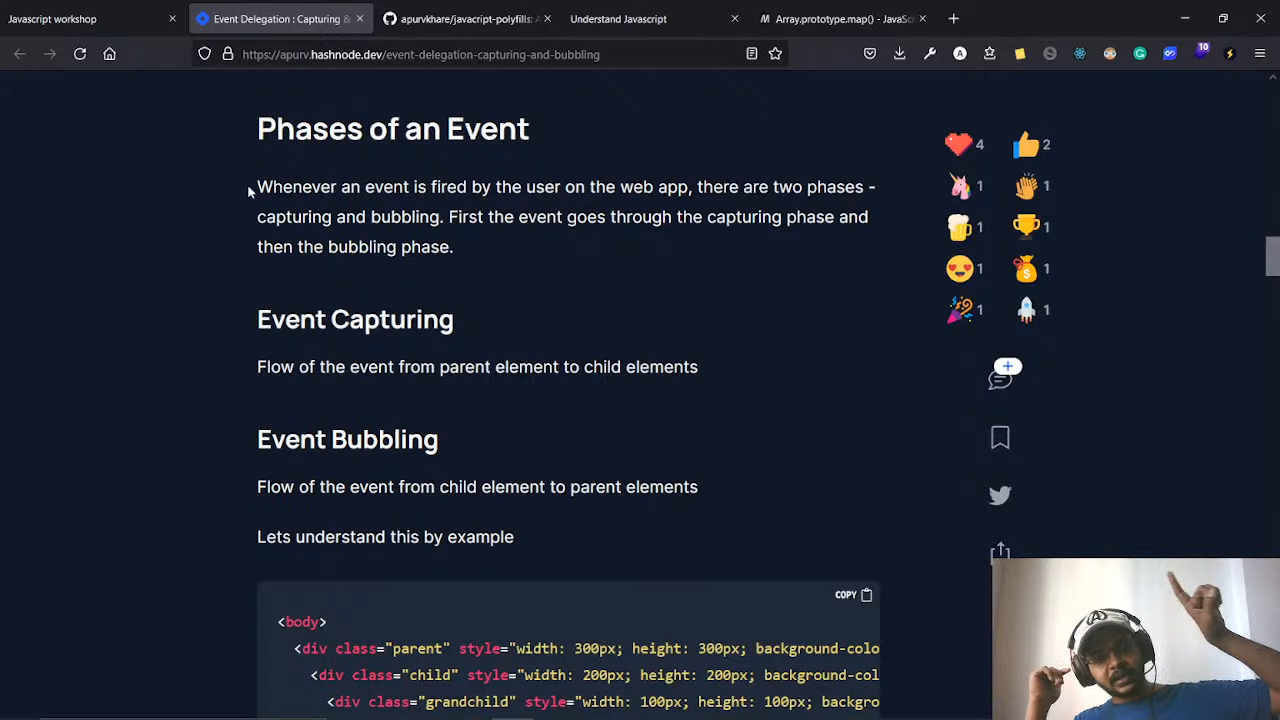 Javascript workshop
Event Delegation : Capturing &
apurvkhare/javacript-polyfills: A
Understand Javascript
Array.prototype.map() - JavaScr
https://apurv.hashnode.dev/event-delegation-capturing-and-bubbling
10
Phases of an Event
Whenever an event is fired by the user on the web app, there are two phases -
capturing and bubbling. First the event goes through the capturing phase and
then the bubbling phase.
Event Capturing
Flow of the event from parent element to child elements
Event Bubbling
Flow of the event from child element to parent elements
Lets understand this by example
4
2
1
1
1
1
1
1
1
1
COPY
<body>
<div class="parent" style="width: 300px; height: 300px; background-colo
<div class="child" style="width: 200px; height: 200px; background-col
<div class="grandchild" style="width: 100px; height: 100px; backgroun